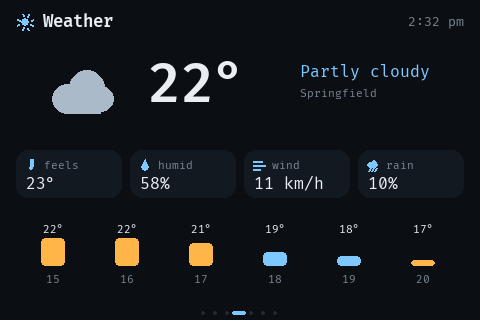 Weather
2:32 pm
22°
Partly cloudy
Springfield
feels
23°
humid
58%
wind
11 km/h
rain
10%
22° 22° 21° 19° 18° 17°
15 16 17 18 19 20